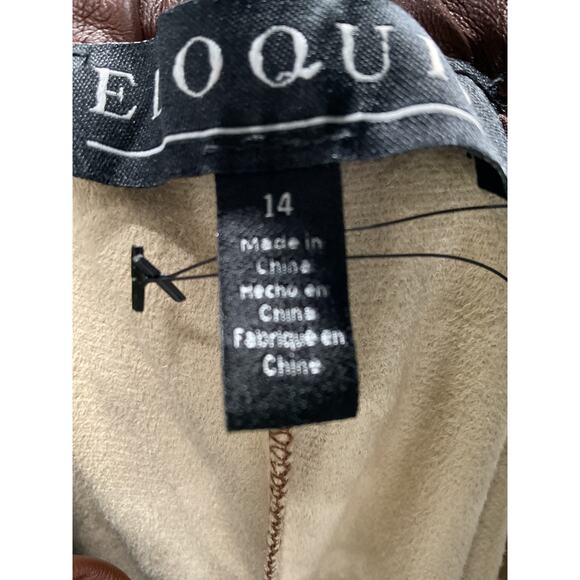 ELOQUI
14
Made in
China
Hecho en
China
Fabriqué en
Chine